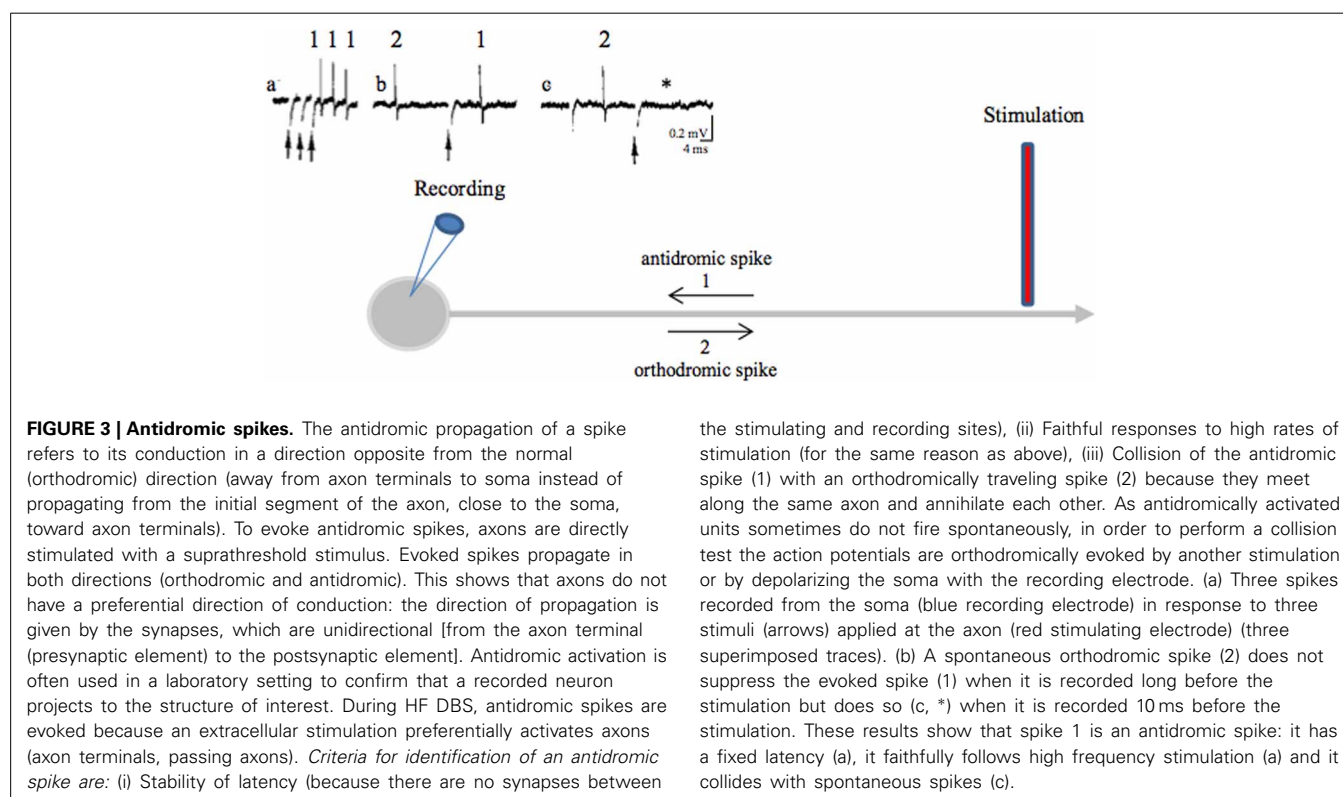 1 1 1 2 1 2
a b c *
0.2 mV
4 ms
Stimulation
Recording
antidromic spike
1
2
orthodromic spike
FIGURE 3 | Antidromic spikes. The antidromic propagation of a spike
refers to its conduction in a direction opposite from the normal
(orthodromic) direction (away from axon terminals to soma instead of
propagating from the initial segment of the axon, close to the soma,
toward axon terminals). To evoke antidromic spikes, axons are directly
stimulated with a suprathreshold stimulus. Evoked spikes propagate in
both directions (orthodromic and antidromic). This shows that axons do not
have a preferential direction of conduction: the direction of propagation is
given by the synapses, which are unidirectional [from the axon terminal
(presynaptic element) to the postsynaptic element]. Antidromic activation is
often used in a laboratory setting to confirm that a recorded neuron
projects to the structure of interest. During HF DBS, antidromic spikes are
evoked because an extracellular stimulation preferentially activates axons
(axon terminals, passing axons). Criteria for identification of an antidromic
spike are: (i) Stability of latency (because there are no synapses between
the stimulating and recording sites), (ii) Faithful responses to high rates of
stimulation (for the same reason as above), (iii) Collision of the antidromic
spike (1) with an orthodromically traveling spike (2) because they meet
along the same axon and annihilate each other. As antidromically activated
units sometimes do not fire spontaneously, in order to perform a collision
test the action potentials are orthodromically evoked by another stimulation
or by depolarizing the soma with the recording electrode. (a) Three spikes
recorded from the soma (blue recording electrode) in response to three
stimuli (arrows) applied at the axon (red stimulating electrode) (three
superimposed traces). (b) A spontaneous orthodromic spike (2) does not
suppress the evoked spike (1) when it is recorded long before the
stimulation but does so (c, *) when it is recorded 10 ms before the
stimulation. These results show that spike 1 is an antidromic spike: it has
a fixed latency (a), it faithfully follows high frequency stimulation (a) and it
collides with spontaneous spikes (c).